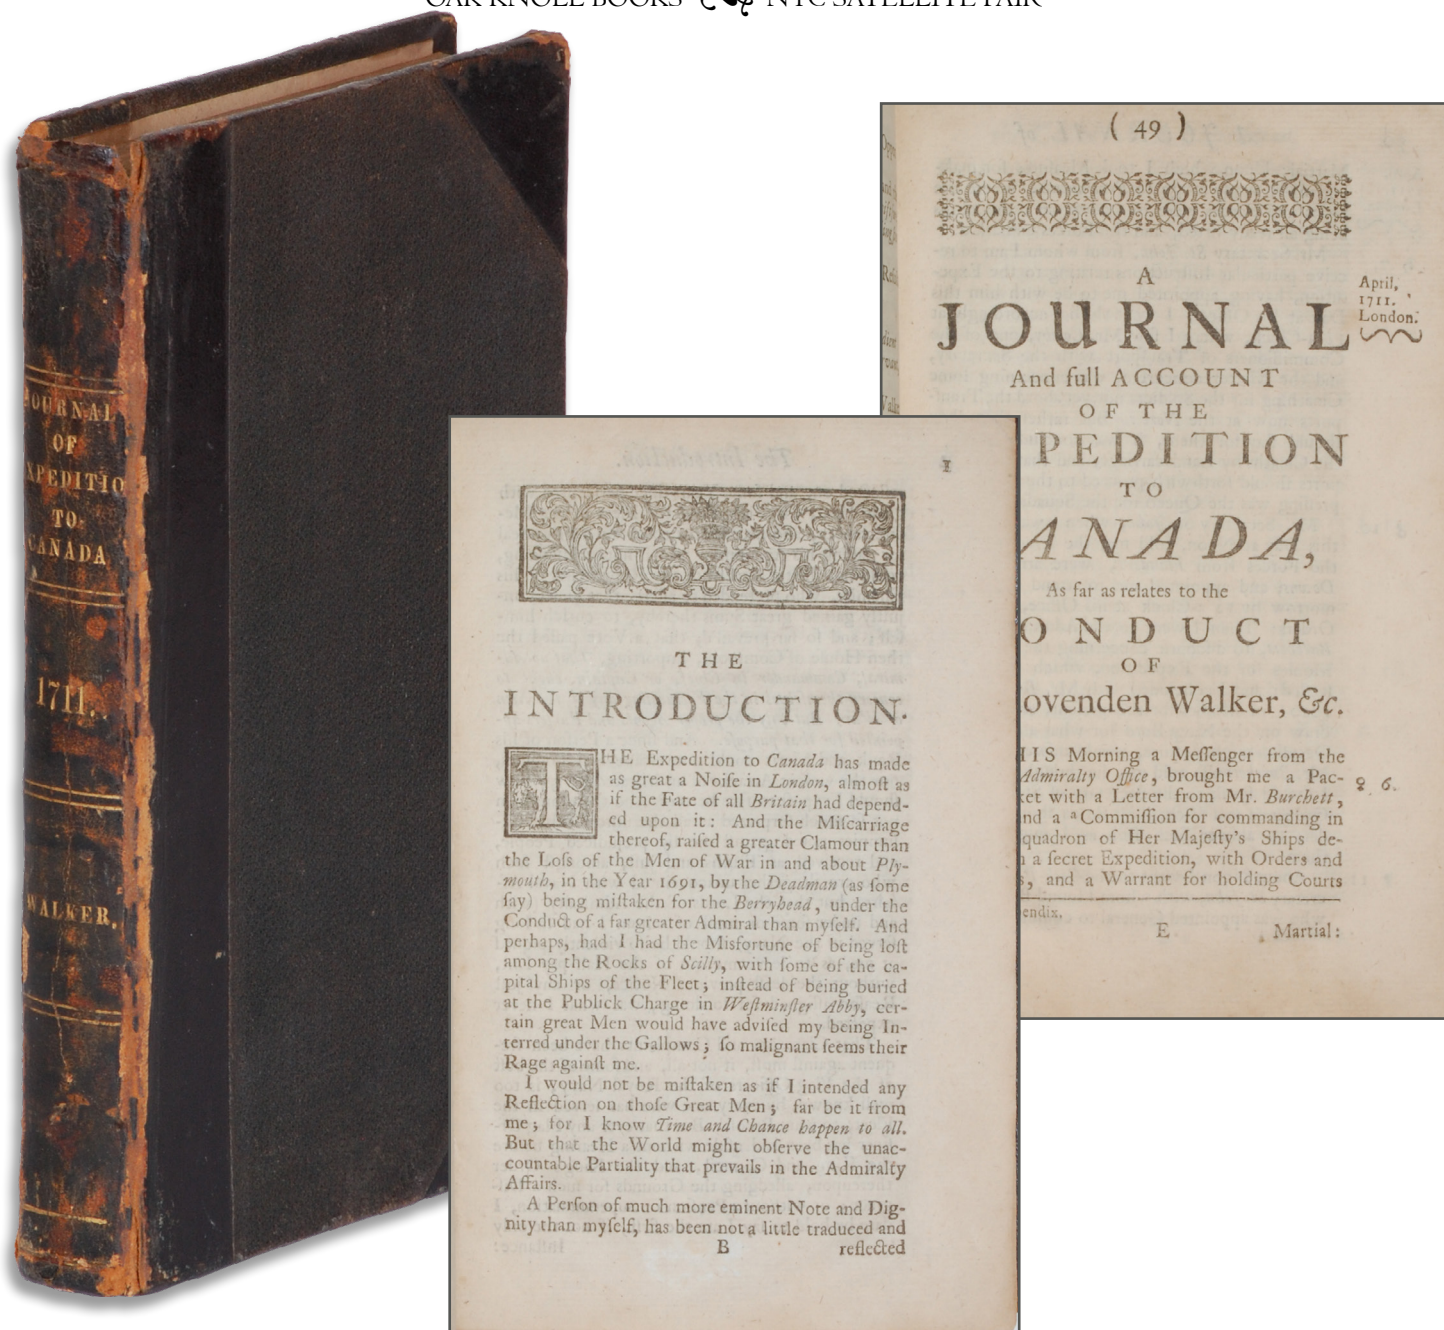 OAK KNOLL BOOKS NYC SATELLITE FAIR
JOURNAL
OF
XPEDITIO
TO
CANADA
1711.
WALKER.
( 49 )
A
JOURNAL
And full ACCOUNT
OF THE
PEDITION
TO
ANADA,
As far as relates to the
ONDUCT
OF
ovenden Walker, &c.
April,
1711.
London.
HIS Morning a Meſſenger from the
Admiralty Office, brought me a Pac-
ket with a Letter from Mr. Burchett,
nd a ᵃ Commiſſion for commanding in
quadron of Her Majeſty's Ships de-
a ſecret Expedition, with Orders and
s, and a Warrant for holding Courts
6.
endix.
E Martial:
1
THE
INTRODUCTION.
THE Expedition to Canada has made
as great a Noiſe in London, almoſt as
if the Fate of all Britain had depend-
ed upon it: And the Miſcarriage
thereof, raiſed a greater Clamour than
the Loſs of the Men of War in and about Ply-
mouth, in the Year 1691, by the Deadman (as ſome
ſay) being miſtaken for the Berryhead, under the
Conduct of a far greater Admiral than myſelf. And
perhaps, had I had the Misfortune of being loſt
among the Rocks of Scilly, with ſome of the ca-
pital Ships of the Fleet; inſtead of being buried
at the Publick Charge in Weſtminſter Abby, cer-
tain great Men would have adviſed my being In-
terred under the Gallows; ſo malignant ſeems their
Rage againſt me.
I would not be miſtaken as if I intended any
Reflection on thoſe Great Men; far be it from
me; for I know Time and Chance happen to all.
But that the World might obſerve the unac-
countable Partiality that prevails in the Admiralty
Affairs.
A Perſon of much more eminent Note and Dig-
nity than myſelf, has been not a little traduced and
B reflected